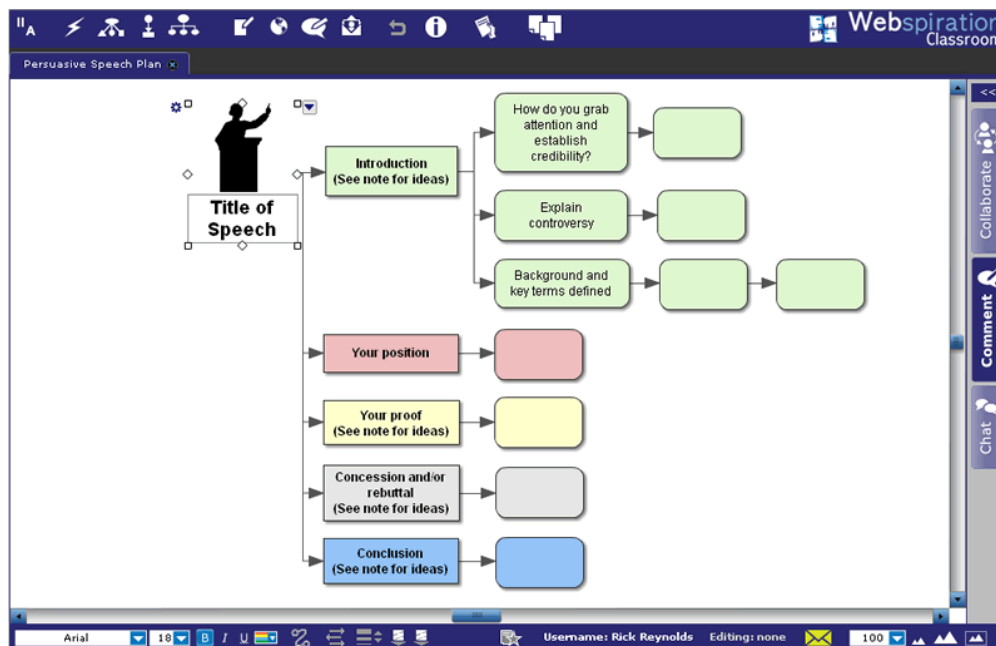 II A
Webspiration
Classroom
Persuasive Speech Plan
<<
How do you grab
attention and
establish
credibility?
Introduction
(See note for ideas)
Title of
Speech
Explain
controversy
Background and
key terms defined
Your position
Your proof
(See note for ideas)
Concession and/or
rebuttal
(See note for ideas)
Conclusion
(See note for ideas)
Collaborate
Comment
Chat
Arial 18 B I U Username: Rick Reynolds Editing: none 100